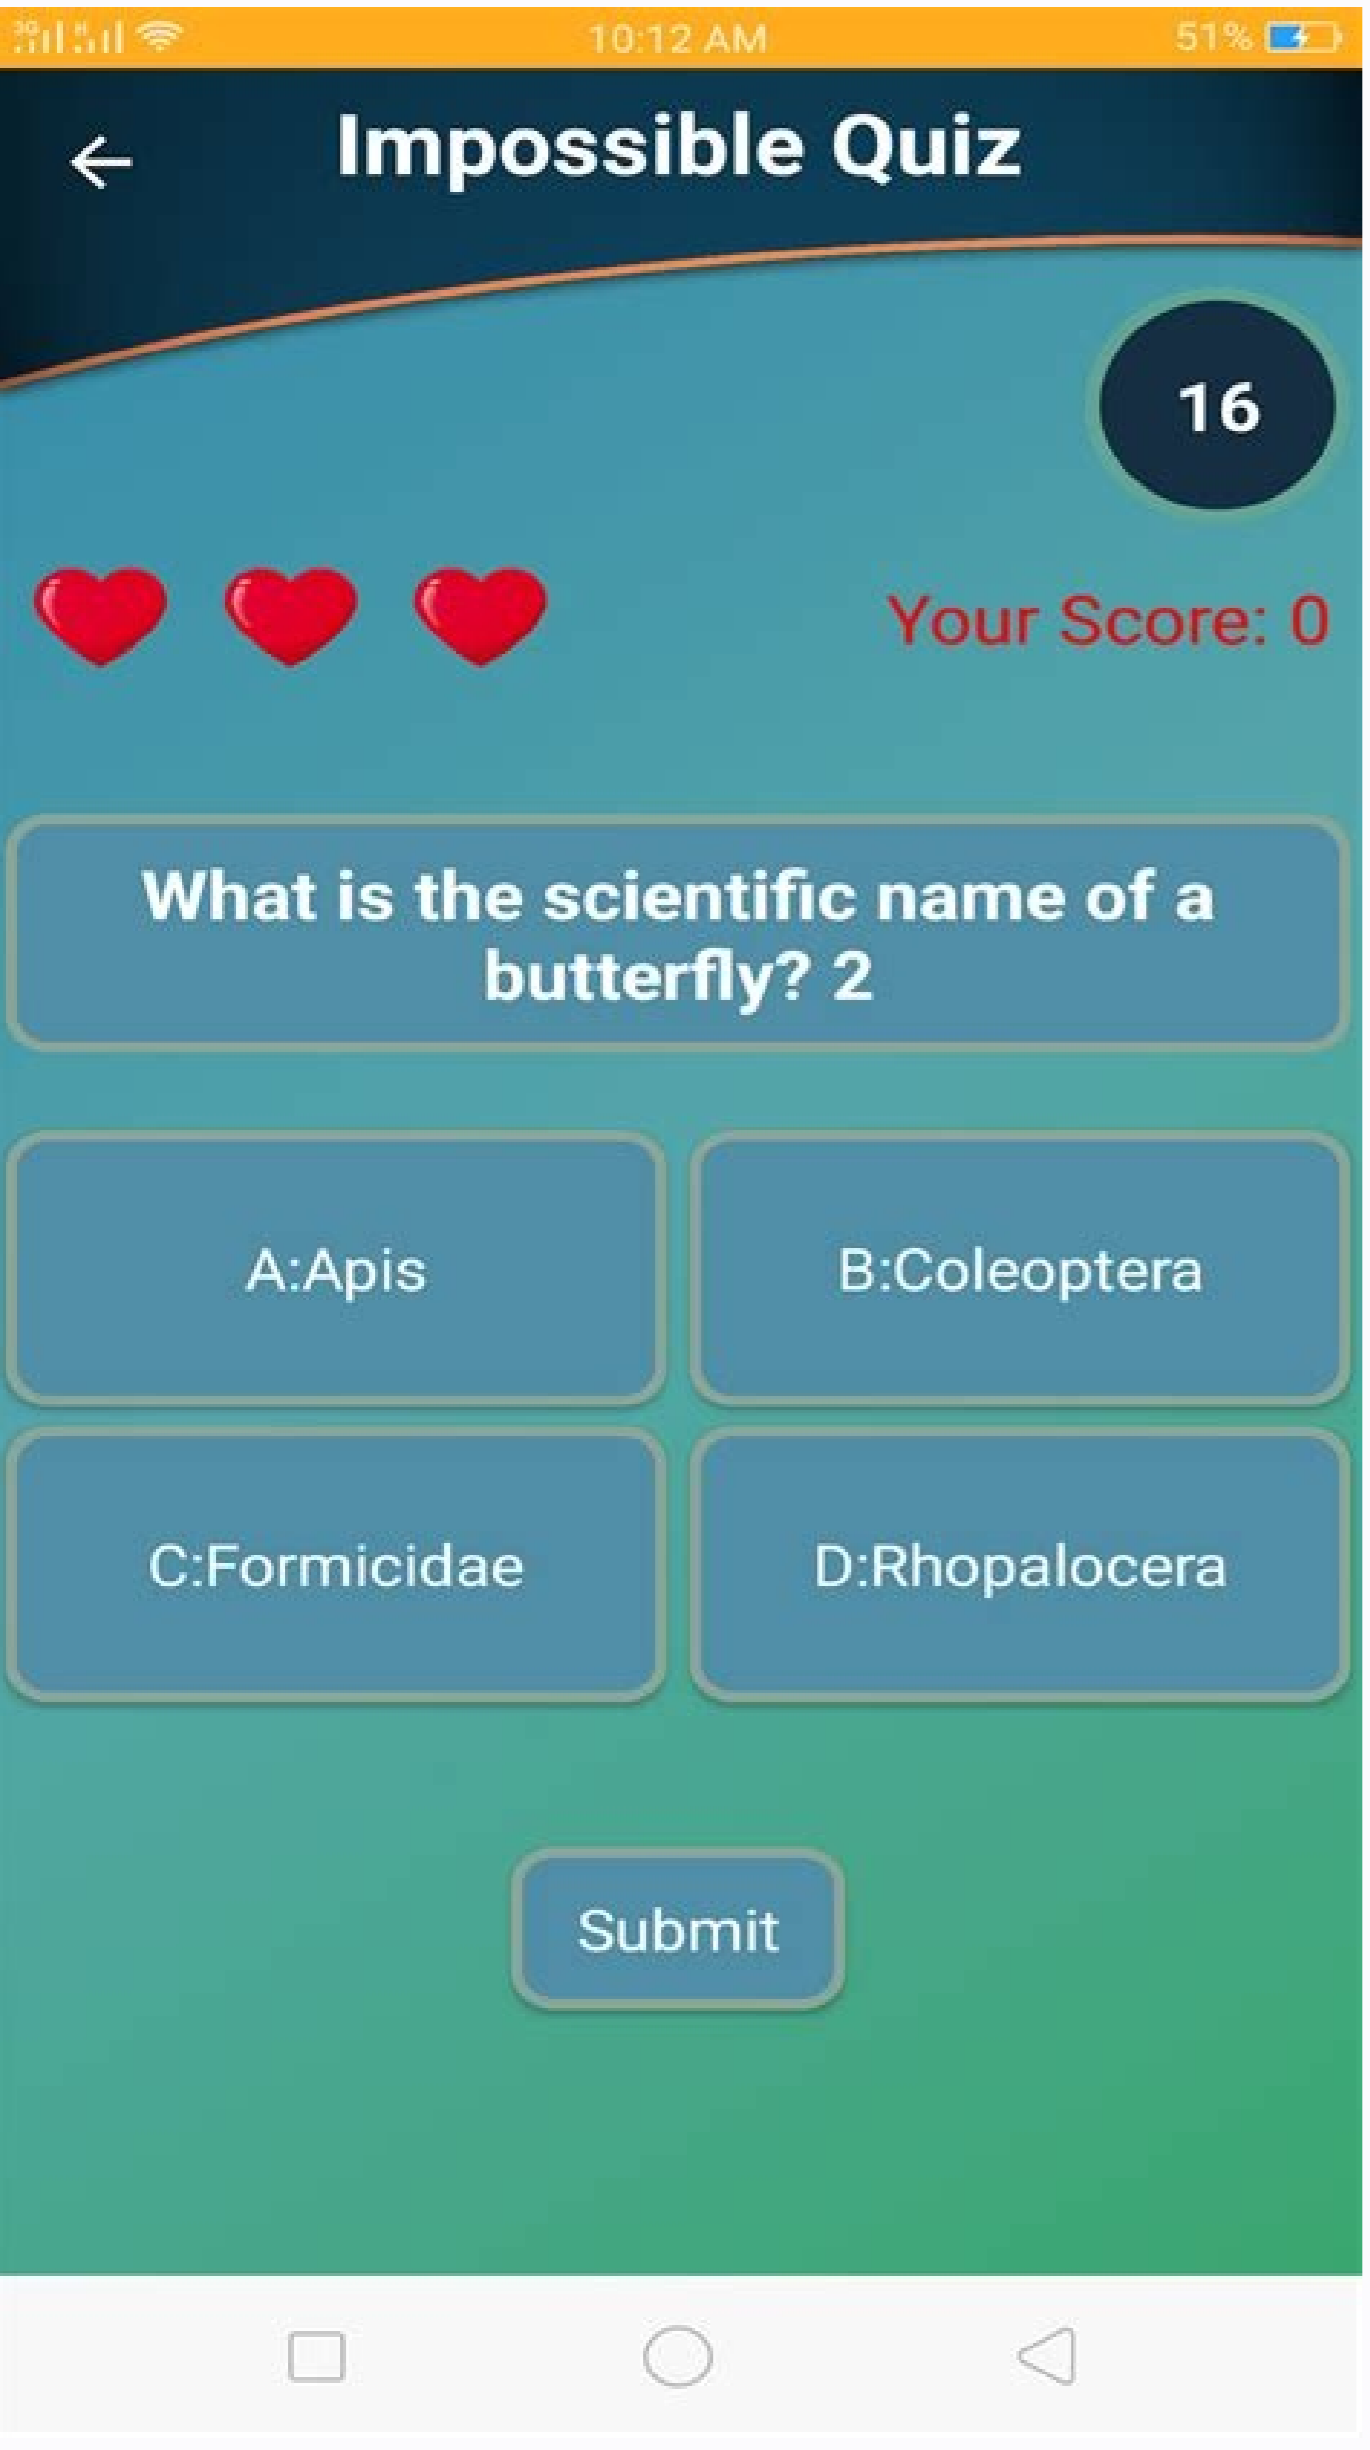 3G H 10:12 AM 51%
Impossible Quiz
16
Your Score: 0
What is the scientific name of a
butterfly? 2
A:Apis
B:Coleoptera
C:Formicidae
D:Rhopalocera
Submit